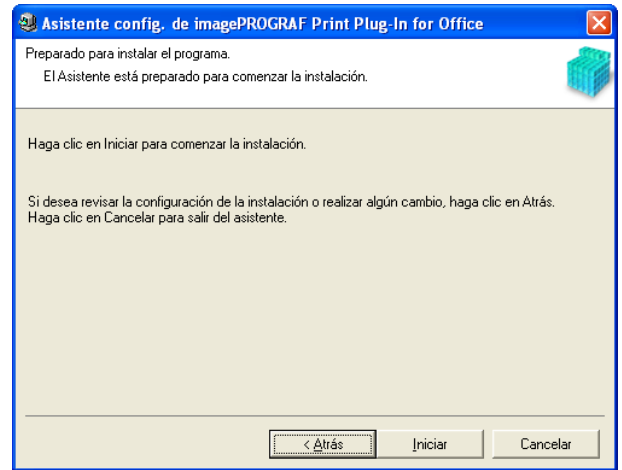 Asistente config. de imagePROGRAF Print Plug-In for Office
Preparado para instalar el programa.
El Asistente está preparado para comenzar la instalación.
Haga clic en Iniciar para comenzar la instalación.
Si desea revisar la configuración de la instalación o realizar algún cambio, haga clic en Atrás.
Haga clic en Cancelar para salir del asistente.
< Atrás
Iniciar
Cancelar